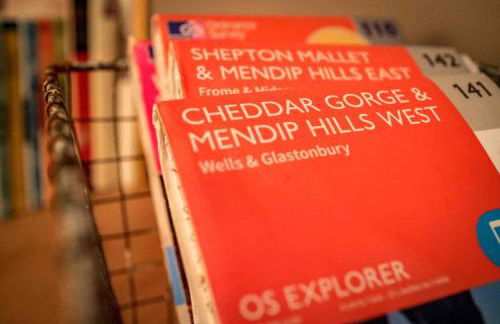 Ordnance
Survey
SHEPTON MALLET
& MENDIP HILLS EAST
142
Frome &
CHEDDAR GORGE &
MENDIP HILLS WEST
141
Wells & Glastonbury
OS EXPLORER